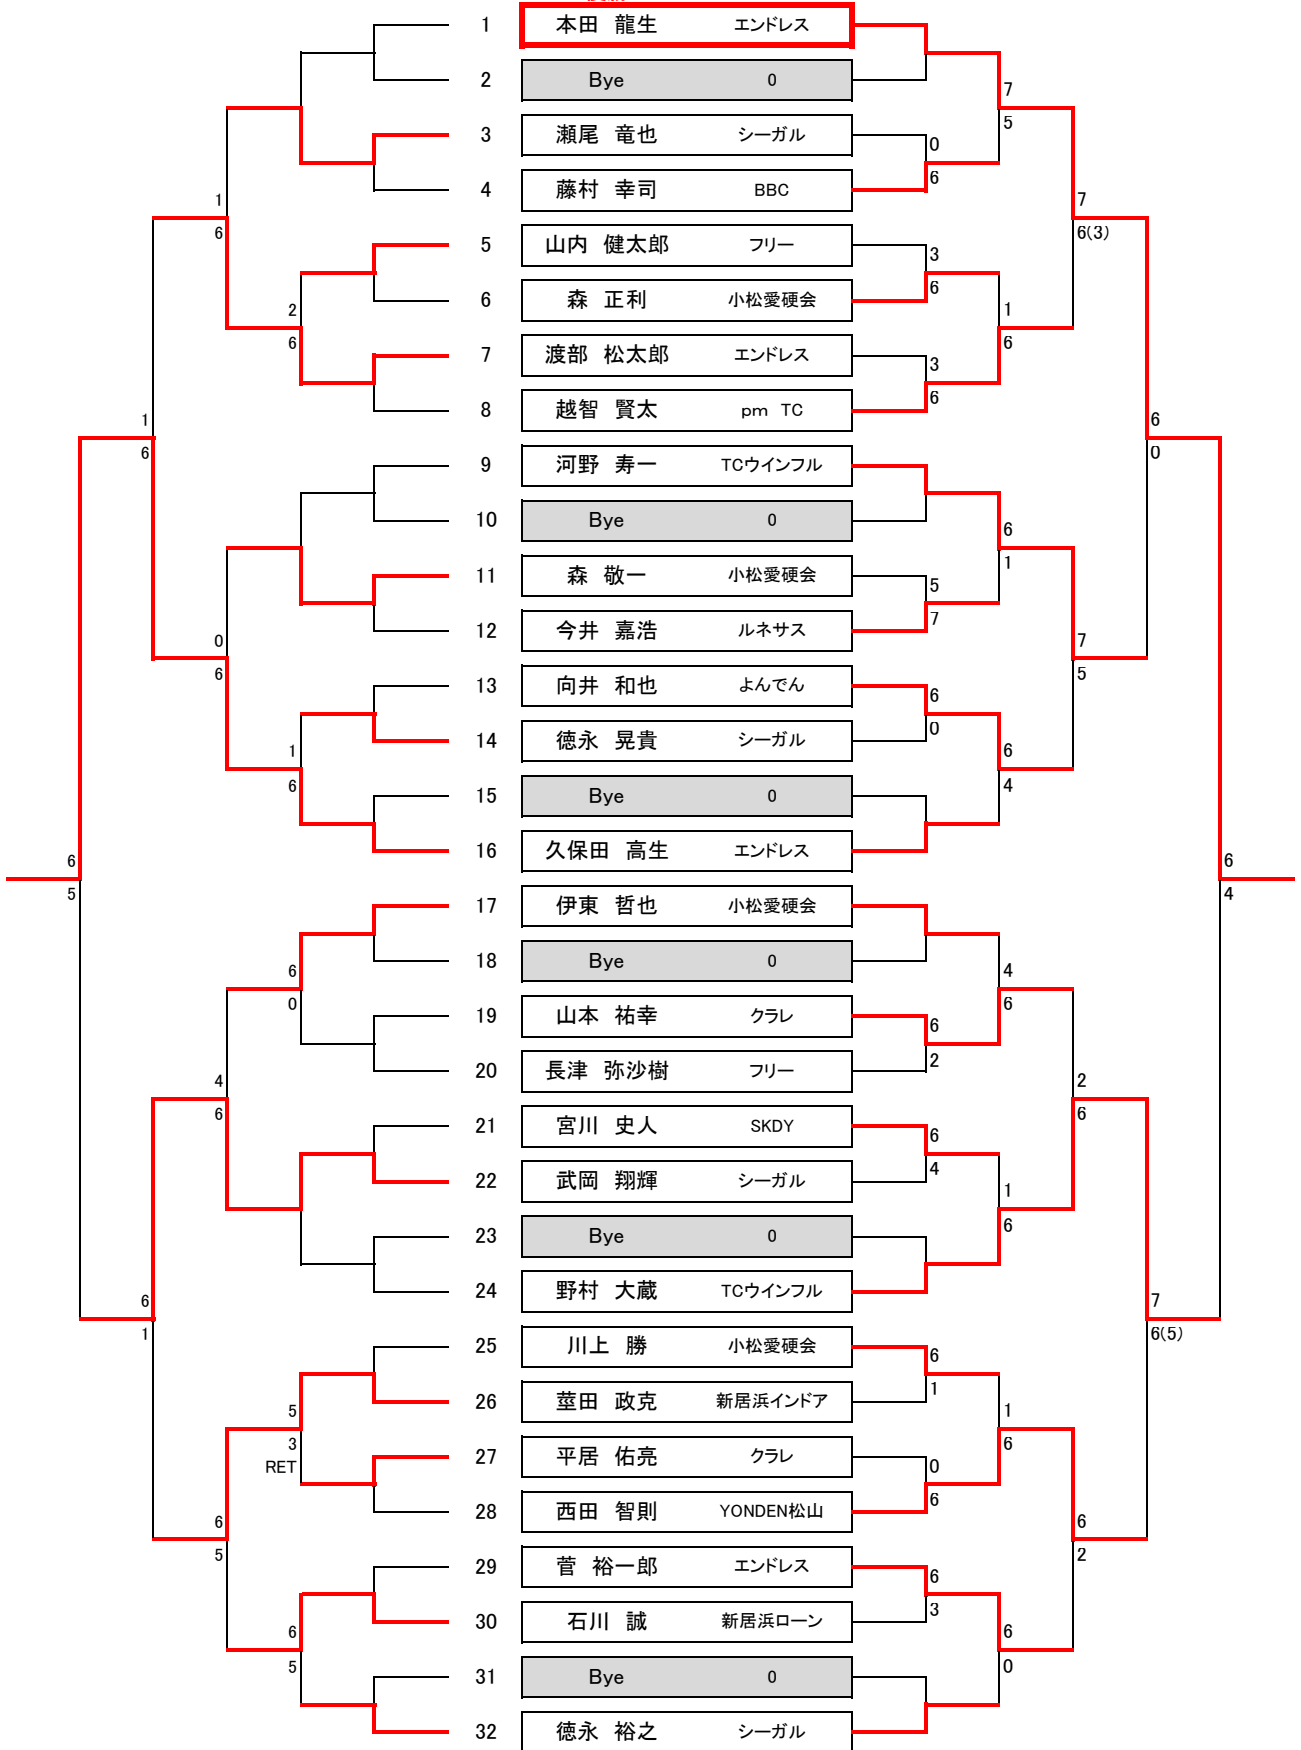 1 本田 龍生 エンドレス
2 Bye 0
7
3 瀬尾 竜也 シーガル
5
0
4 藤村 幸司 BBC
6
1
7
6
6(3)
5 山内 健太郎 フリー
3
6 森 正利 小松愛硬会
6
2
1
6
6
7 渡部 松太郎 エンドレス
3
8 越智 賢太 pm TC
6
1
6
6
0
9 河野 寿一 TCウインフル
10 Bye 0
6
11 森 敬一 小松愛硬会
1
5
12 今井 嘉浩 ルネサス
7
0
7
6
5
13 向井 和也 よんでん
6
14 徳永 晃貴 シーガル
0
1
6
6
4
15 Bye 0
16 久保田 高生 エンドレス
6
6
5
4
17 伊東 哲也 小松愛硬会
18 Bye 0
6
4
0
6
19 山本 祐幸 クラレ
6
20 長津 弥沙樹 フリー
2
4
2
6
6
21 宮川 史人 SKDY
6
22 武岡 翔輝 シーガル
4
1
6
23 Bye 0
24 野村 大蔵 TCウインフル
6
7
1
6(5)
25 川上 勝 小松愛硬会
6
26 莖田 政克 新居浜インドア
1
5
1
3
6
RET
27 平居 佑亮 クラレ
0
28 西田 智則 YONDEN松山
6
6
6
5
2
29 菅 裕一郎 エンドレス
6
30 石川 誠 新居浜ローン
3
6
6
5
0
31 Bye 0
32 徳永 裕之 シーガル